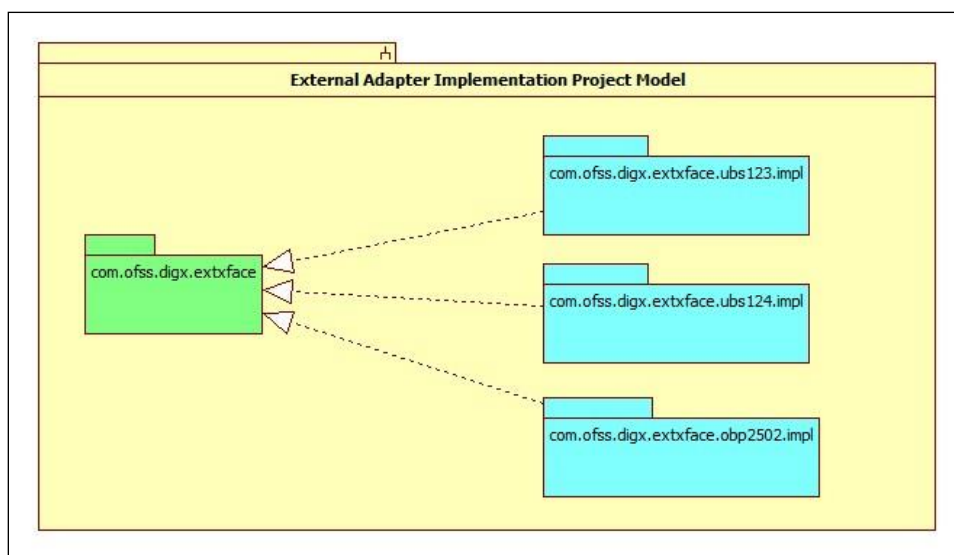 External Adapter Implementation Project Model
com.ofss.digx.extxface.ubs123.impl
com.ofss.digx.extxface
com.ofss.digx.extxface.ubs124.impl
com.ofss.digx.extxface.obp2502.impl